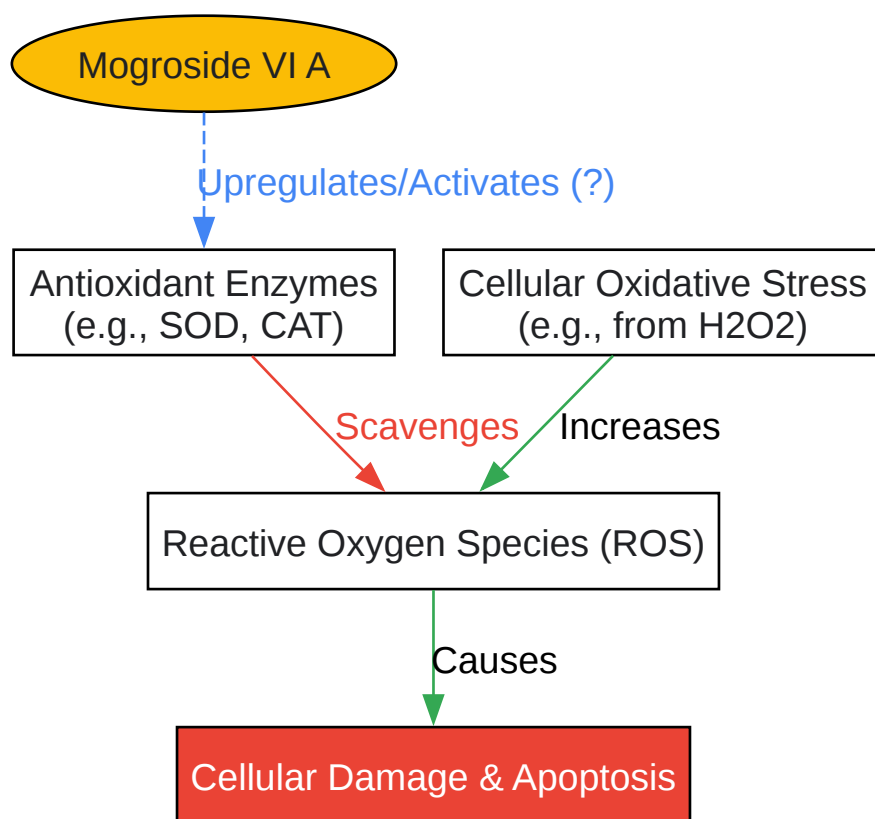 Mogroside VI A
Upregulates/Activates (?)
Antioxidant Enzymes
(e.g., SOD, CAT)
Cellular Oxidative Stress
(e.g., from H2O2)
Scavenges
Increases
Reactive Oxygen Species (ROS)
Causes
Cellular Damage & Apoptosis